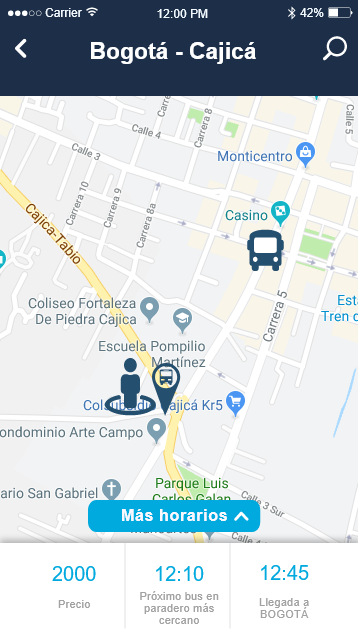 Carrier 12:00 PM 42%
Bogotá - Cajicá
Calle 5
Carrera 8
Calle 4
Calle 3
Monticentro
Carrera 10
Carrera 9
Carrera 8a
Casino
Cajica-Tabio
Carrera 5
Coliseo Fortaleza
De Piedra Cajica
Est
Tren
Escuela Pompilio
Martínez
Cajicá Kr5
ondominio Arte Campo
Parque Luis
Carlos Galan
ario San Gabriel
Calle 3 Sur
Más horarios
2000
Precio
12:10
Próximo bus en
paradero más
cercano
12:45
Llegada a
BOGOTÁ